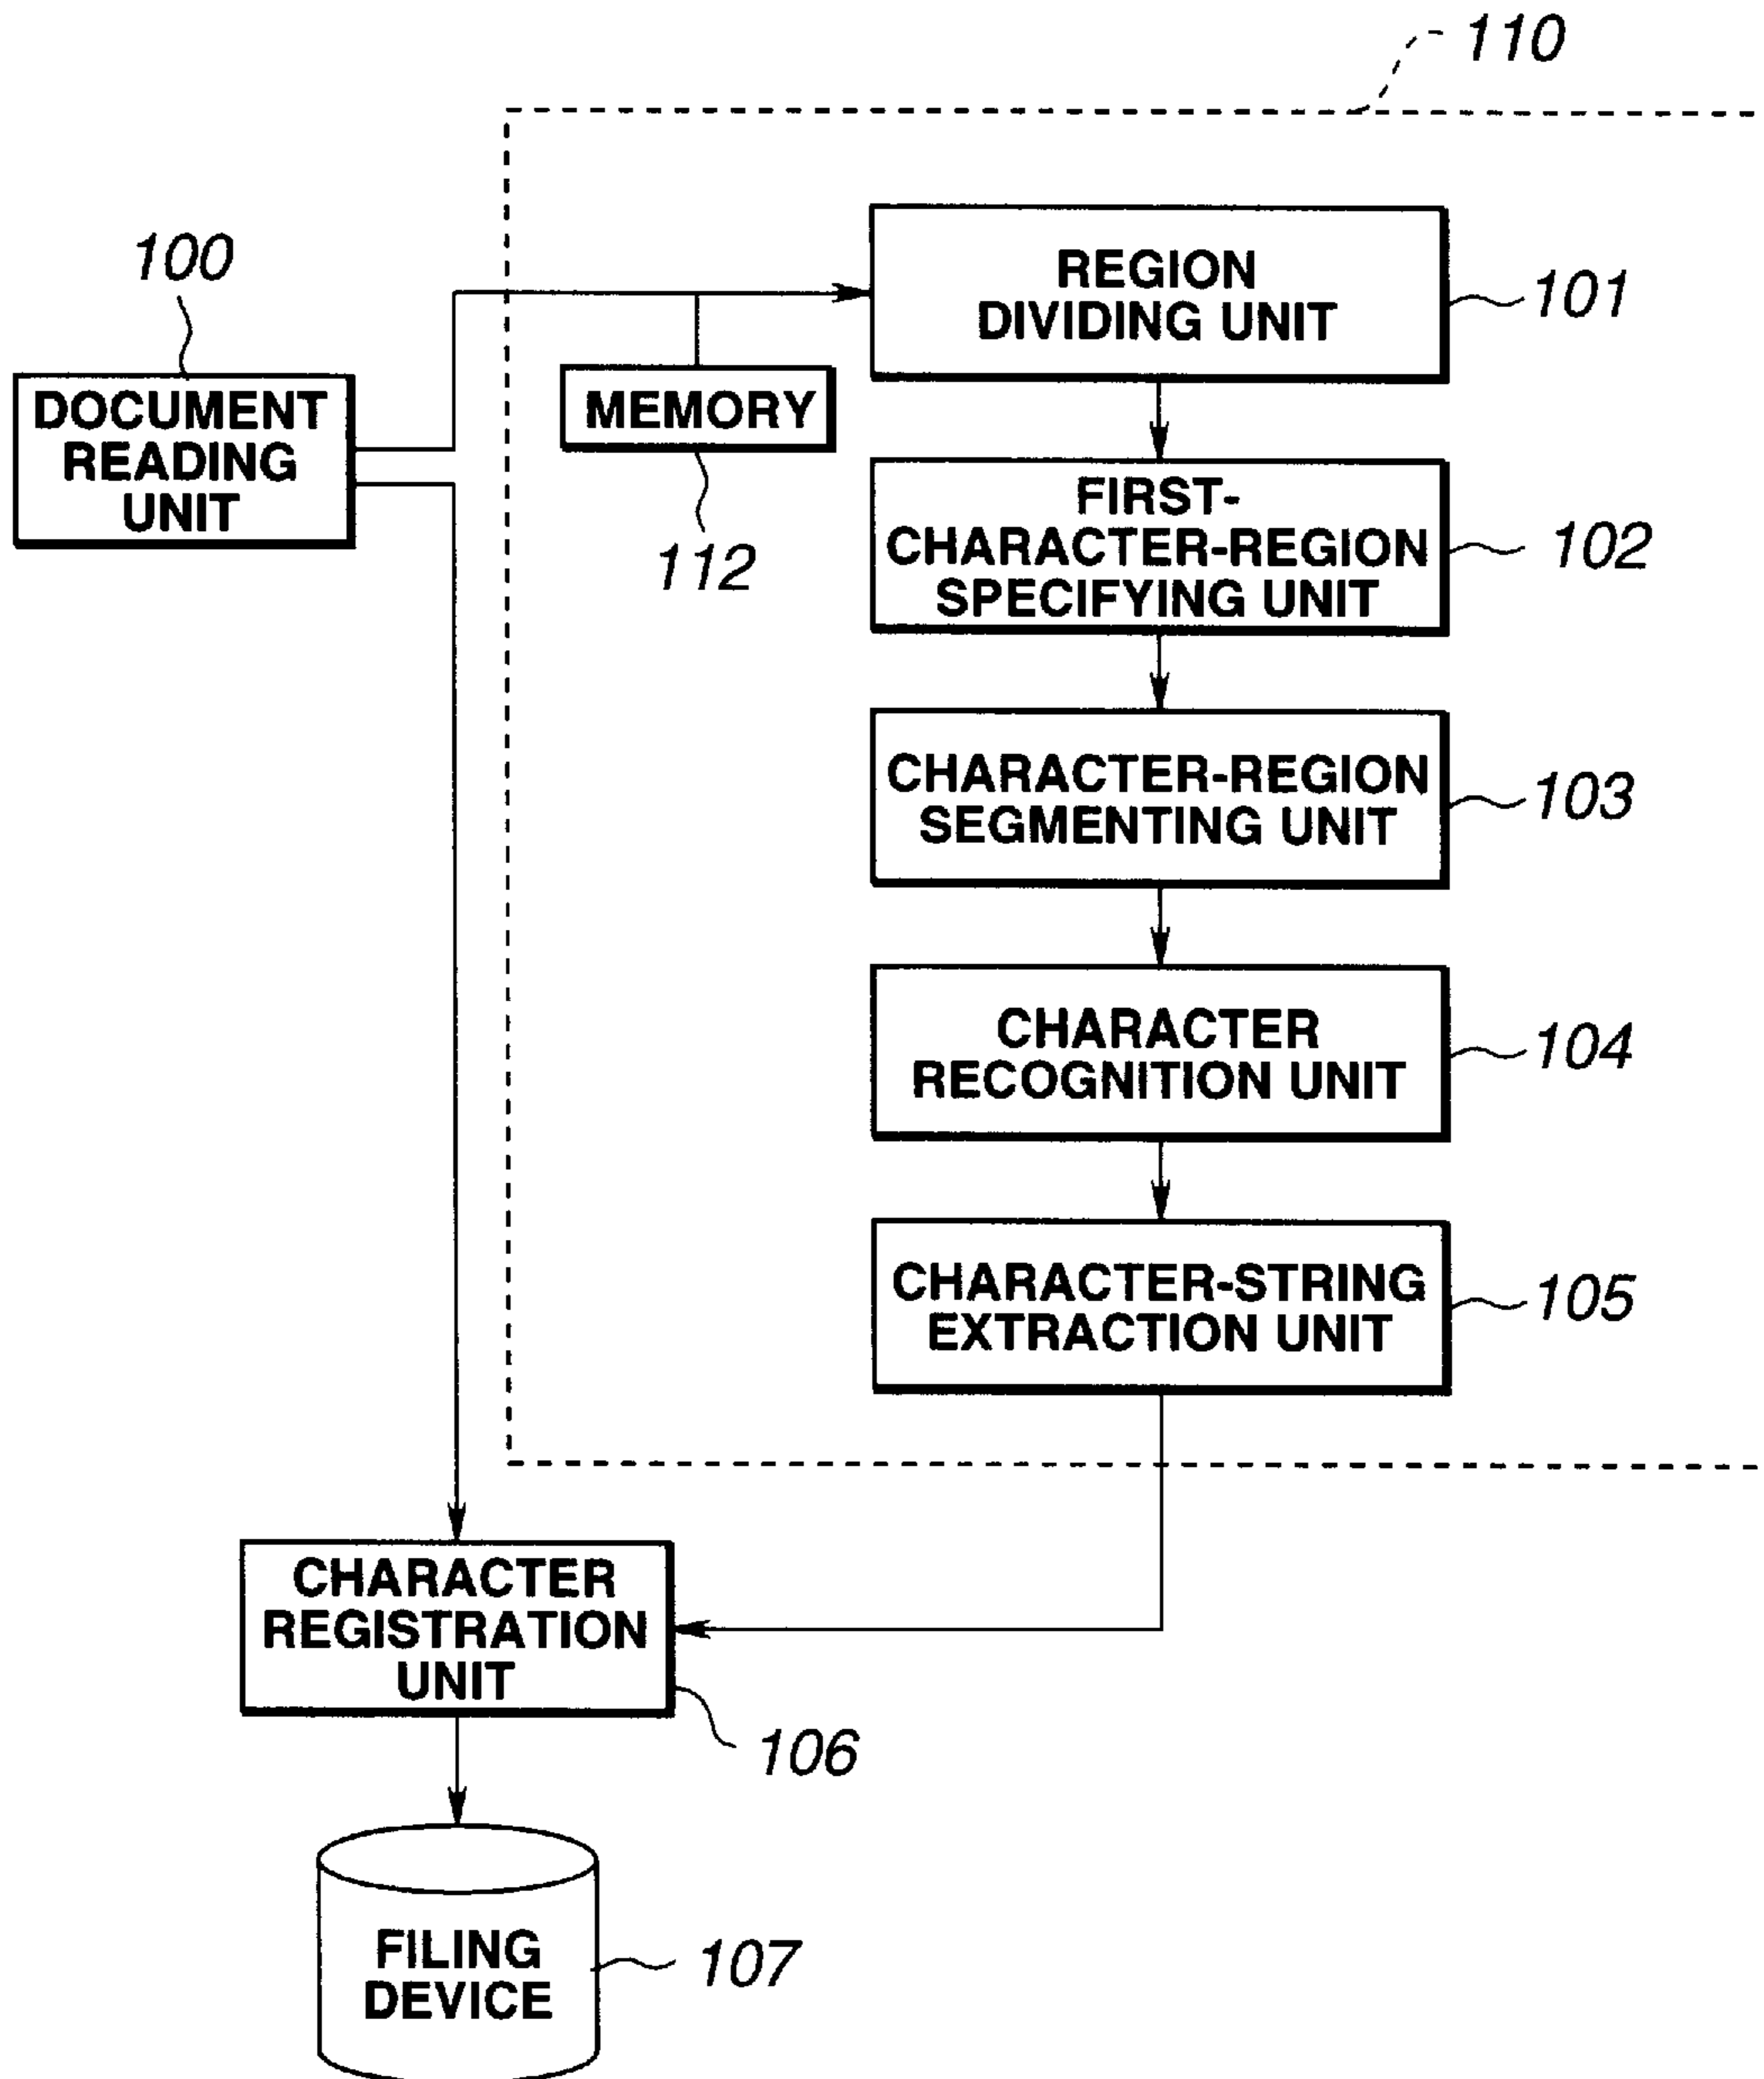 110
100
REGION
DIVIDING UNIT
101
DOCUMENT
READING
UNIT
MEMORY
112
FIRST-
CHARACTER-REGION
SPECIFYING UNIT
102
CHARACTER-REGION
SEGMENTING UNIT
103
CHARACTER
RECOGNITION UNIT
104
CHARACTER-STRING
EXTRACTION UNIT
105
CHARACTER
REGISTRATION
UNIT
106
FILING
DEVICE
107